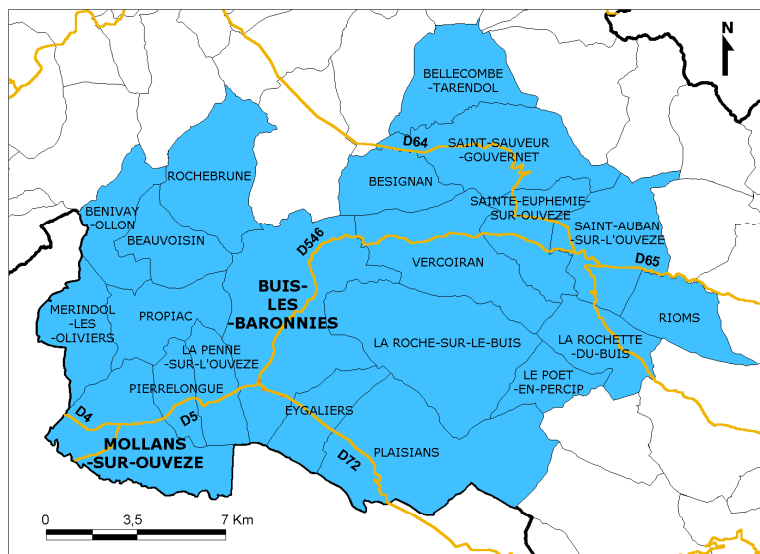 N
BELLECOMBE
-TARENDOL
D64
SAINT-SAUVEUR
-GOUVERNET
ROCHEBRUNE
BESIGNAN
SAINTE-EUPHEMIE-
SUR-OUVEZE
BENIVAY
-OLLON
SAINT-AUBAN
-SUR-L'OUVEZE
BEAUVOISIN
D546
VERCOIRAN
D65
BUIS-
LES
-BARONNIES
MERINDOL
-LES
-OLIVIERS
PROPIAC
RIOMS
LA ROCHE-SUR-LE-BUIS
LA ROCHETTE
-DU-BUIS
LA PENNE
-SUR-L'OUVEZE
LE POET
-EN-PERCIP
PIERRELONGUE
D4
D5
EYGALIERS
MOLLANS
-SUR-OUVEZE
D72
PLAISIANS
0 3,5 7 Km